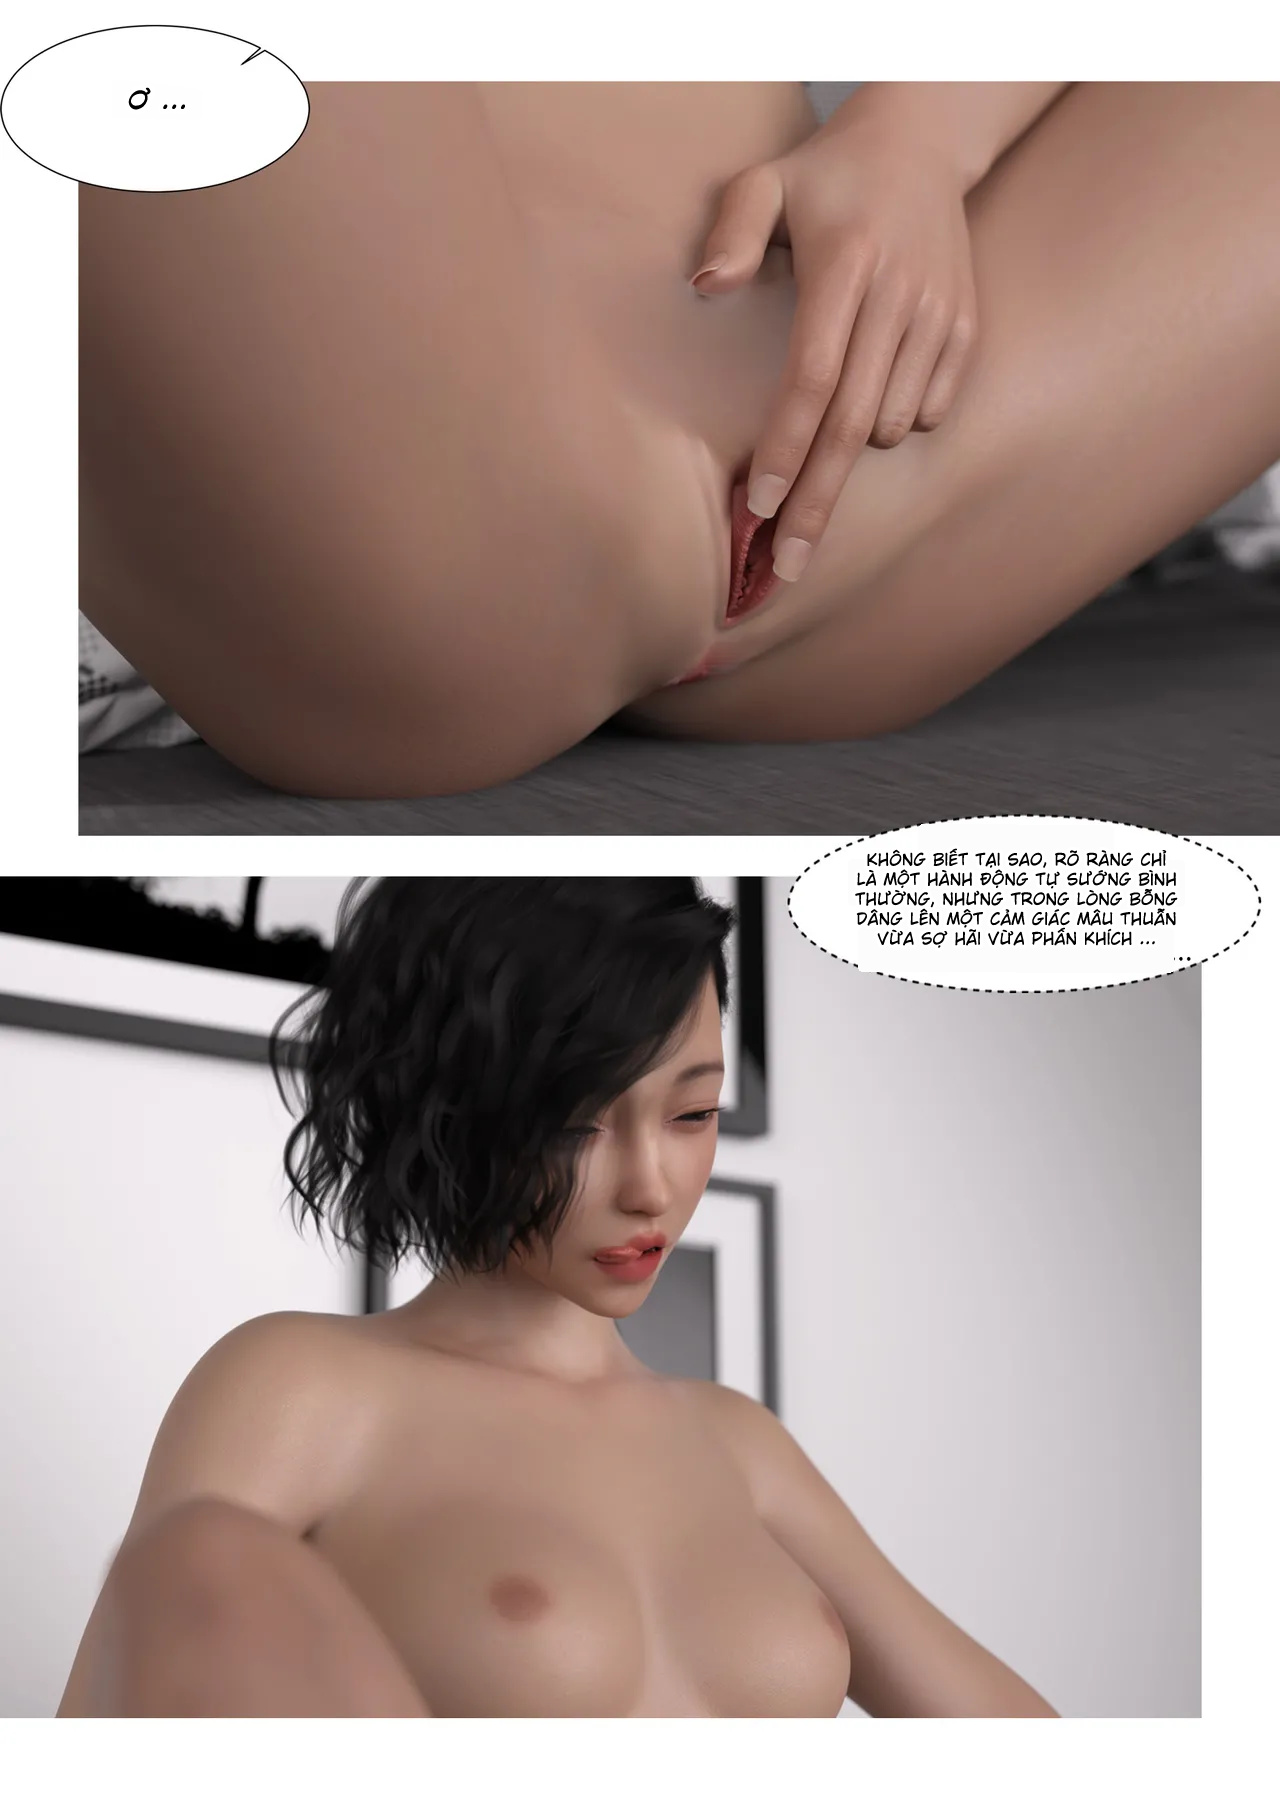 Ơ ...
KHÔNG BIẾT TẠI SAO, RÕ RÀNG CHỈ
LÀ MỘT HÀNH ĐỘNG TỰ SƯỚNG BÌNH
THƯỜNG, NHƯNG TRONG LÒNG BỖNG
DÂNG LÊN MỘT CẢM GIÁC MÂU THUẪN
VỪA SỢ HÃI VỪA PHẤN KHÍCH ...
...